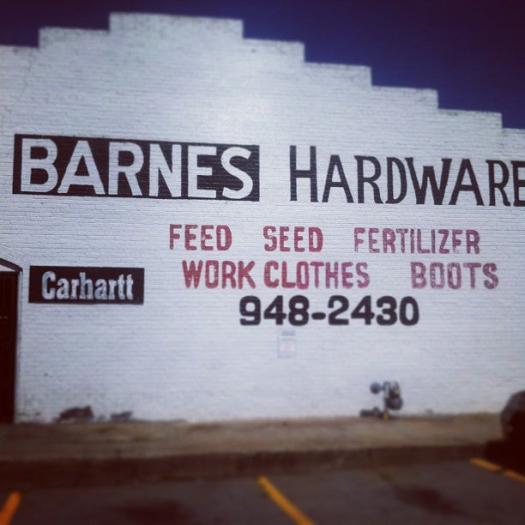 BARNES HARDWARE
FEED SEED FERTILIZER
WORK CLOTHES BOOTS
Carhartt
948-2430